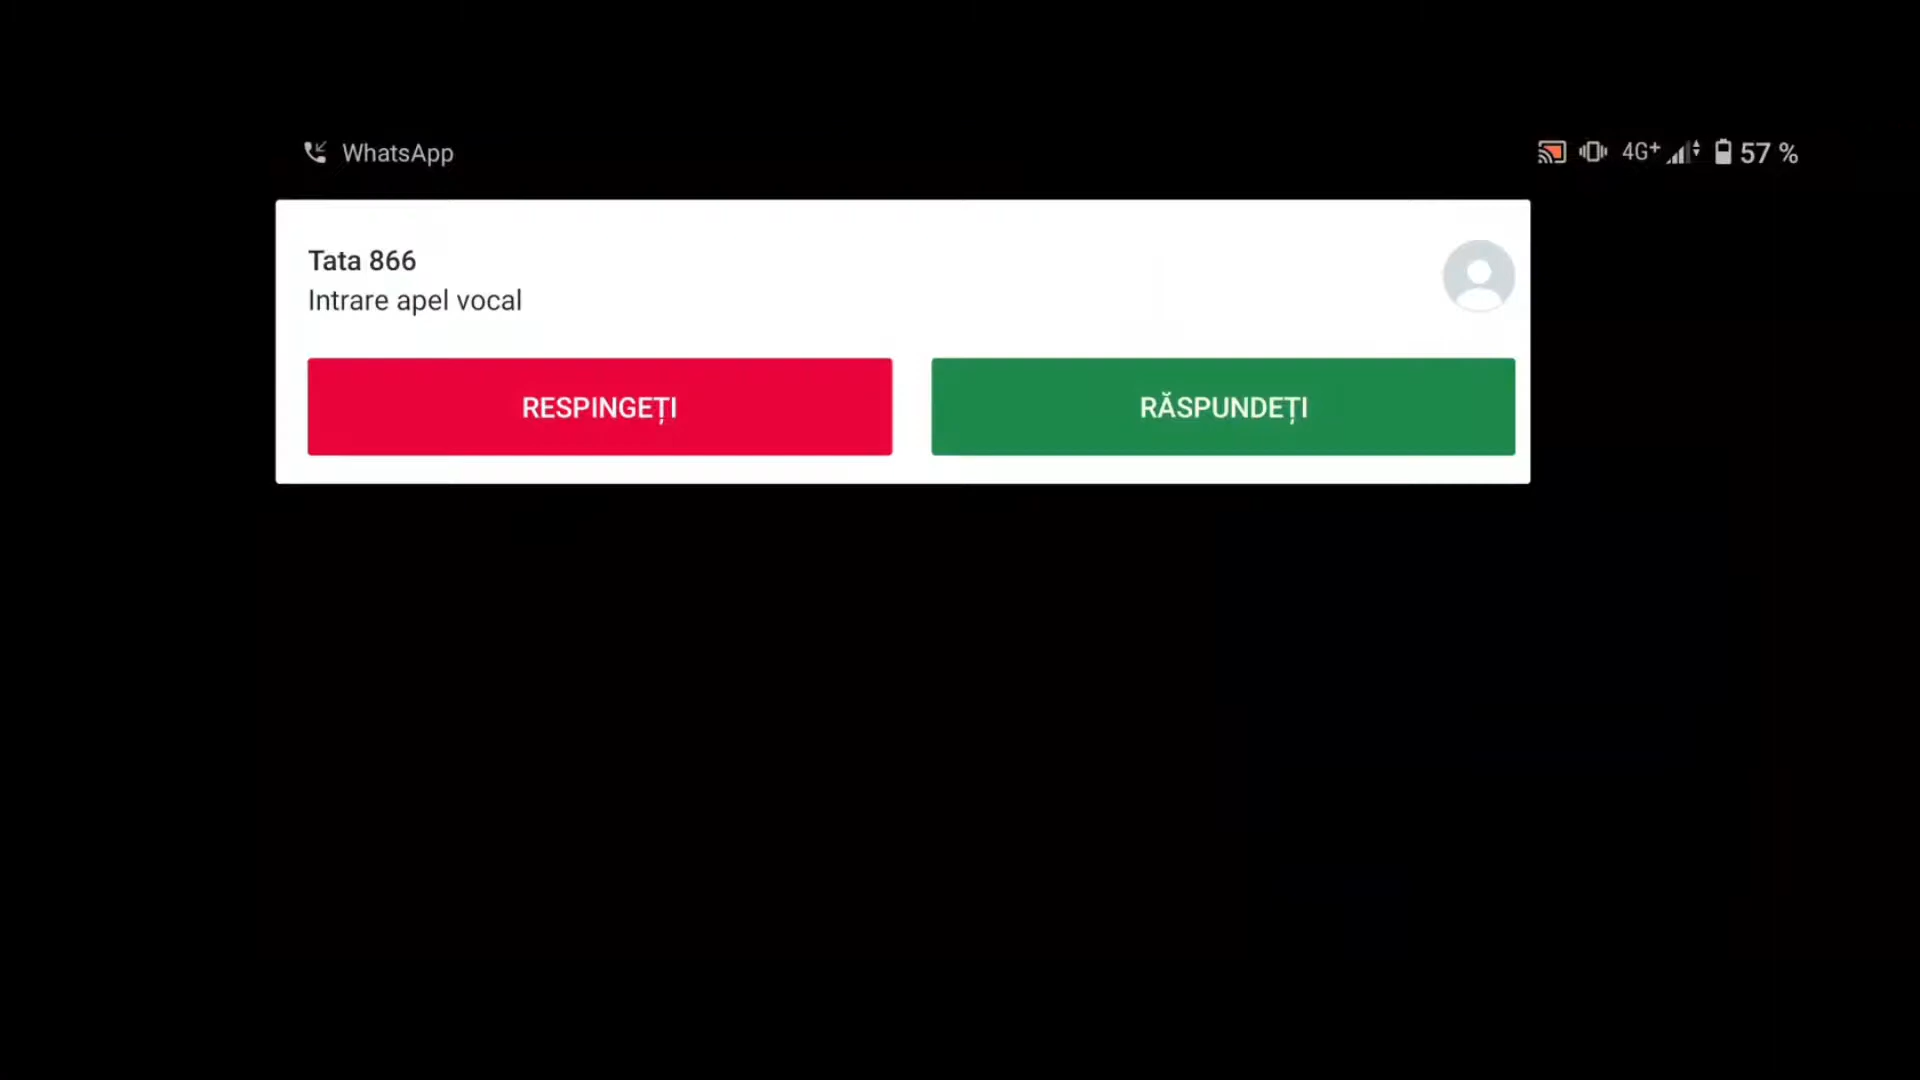 WhatsApp
4G+ 57 %
Tata 866
Intrare apel vocal
RESPINGEȚI
RĂSPUNDEȚI